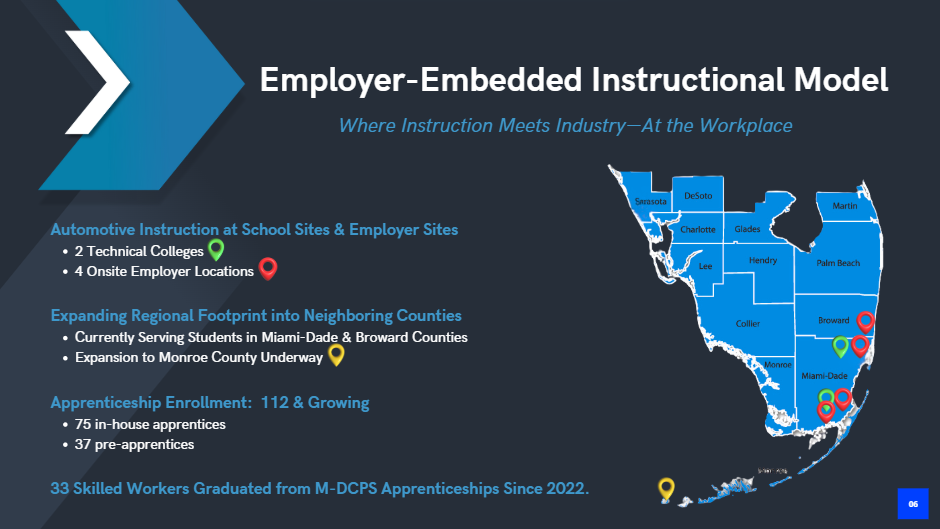 Employer-Embedded Instructional Model
Where Instruction Meets Industry—At the Workplace
Automotive Instruction at School Sites & Employer Sites
• 2 Technical Colleges
• 4 Onsite Employer Locations
Expanding Regional Footprint into Neighboring Counties
• Currently Serving Students in Miami-Dade & Broward Counties
• Expansion to Monroe County Underway
Apprenticeship Enrollment: 112 & Growing
• 75 in-house apprentices
• 37 pre-apprentices
33 Skilled Workers Graduated from M-DCPS Apprenticeships Since 2022.
Sarasota
DeSoto
Martin
Charlotte
Glades
Lee
Hendry
Palm Beach
Collier
Broward
Monroe
Miami-Dade
06